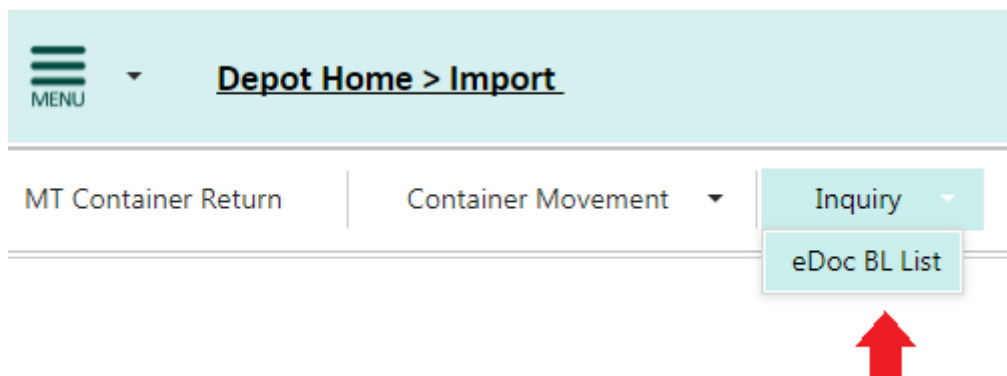 MENU
Depot Home > Import
MT Container Return
Container Movement
Inquiry
eDoc BL List